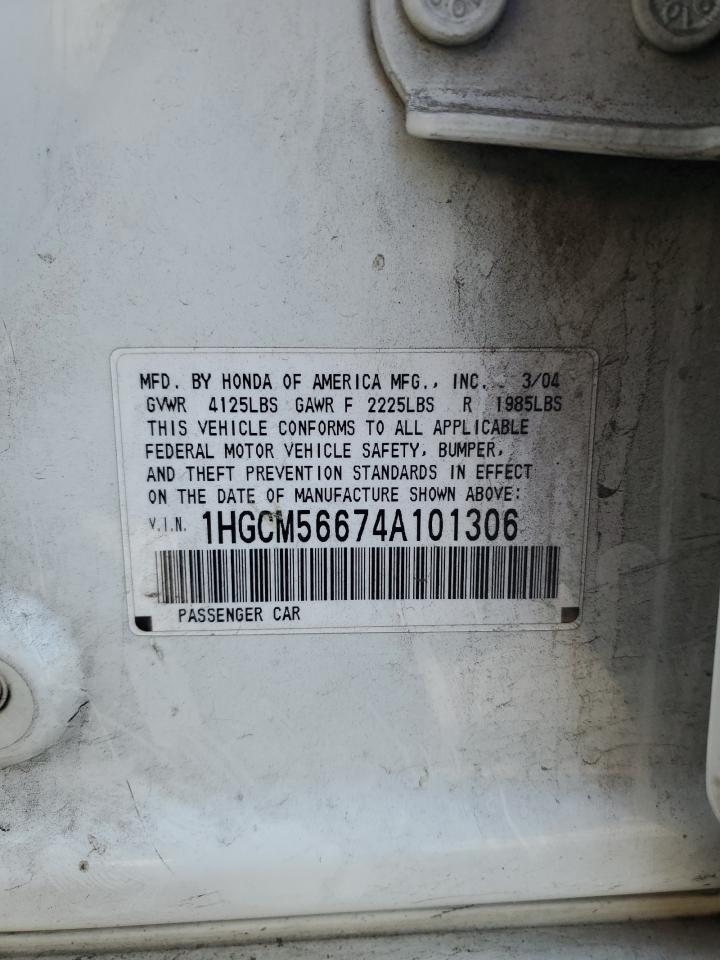 MFD. BY HONDA OF AMERICA MFG., INC. 3/04
GVWR 4125LBS GAWR F 2225LBS R 1985LBS
THIS VEHICLE CONFORMS TO ALL APPLICABLE
FEDERAL MOTOR VEHICLE SAFETY, BUMPER,
AND THEFT PREVENTION STANDARDS IN EFFECT
ON THE DATE OF MANUFACTURE SHOWN ABOVE:
V.I.N. 1HGCM56674A101306
PASSENGER CAR